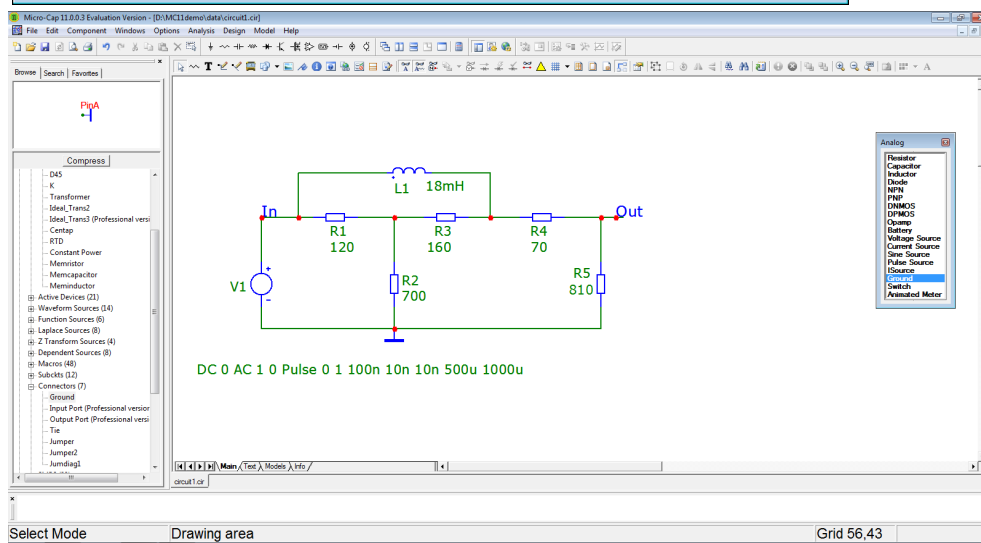 Micro-Cap 11.0.0.3 Evaluation Version - [D:\MC11demo\data\circuit1.cir]
File Edit Component Windows Options Analysis Design Model Help
Browse Search Favorites
PinA
Compress
D45
K
Transformer
Ideal_Trans2
Ideal_Trans3 (Professional versi
Centap
RTD
Constant Power
Memristor
Memcapacitor
Meminductor
Active Devices (21)
Waveform Sources (14)
Function Sources (6)
Laplace Sources (8)
Z Transform Sources (4)
Dependent Sources (8)
Macros (48)
Subckts (12)
Connectors (7)
Ground
Input Port (Professional version
Output Port (Professional versi
Tie
Jumper
Jumper2
Jumdiag1
L1 18mH
In
Out
R1
120
R3
160
R4
70
V1
R2
700
R5
810
DC 0 AC 1 0 Pulse 0 1 100n 10n 10n 500u 1000u
Analog
Resistor
Capacitor
Inductor
Diode
NPN
PNP
DNMOS
DPMOS
Opamp
Battery
Voltage Source
Current Source
Sine Source
Pulse Source
ISource
Ground
Switch
Animated Meter
Main Text Models Info
circuit1.cir
Select Mode Drawing area Grid 56,43